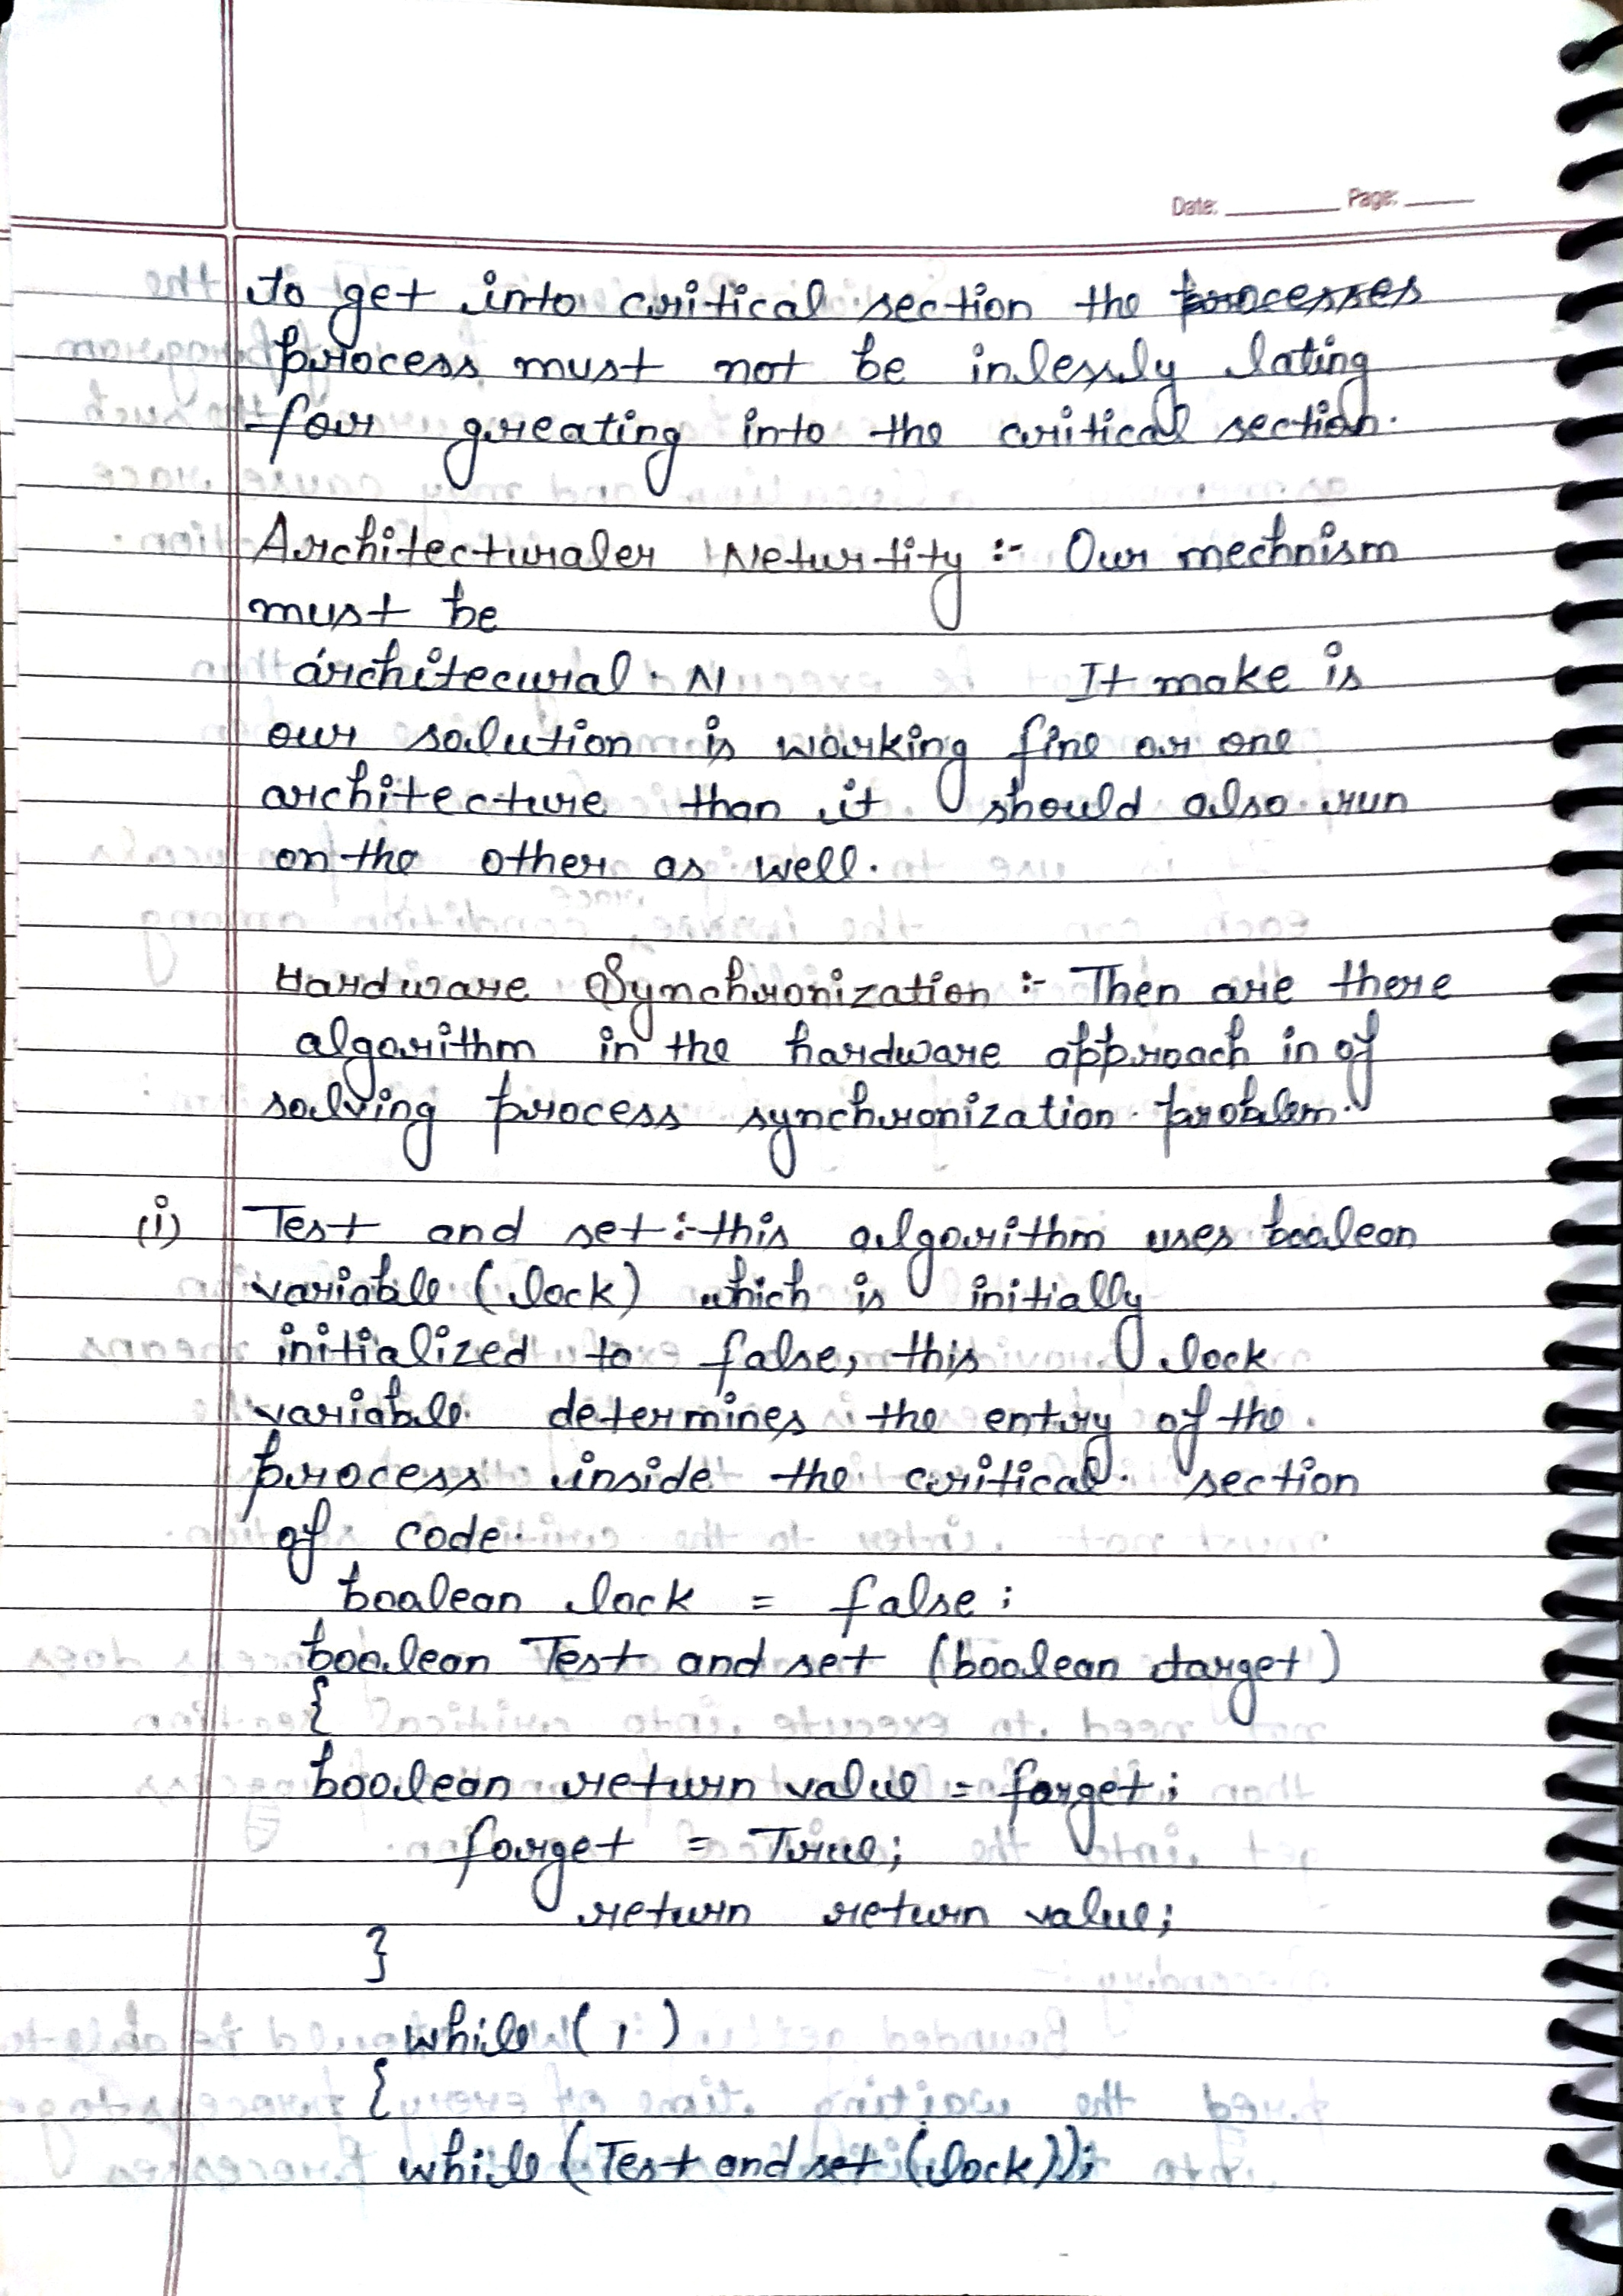 Date: Page:
to get into critical section the processes
process must not be inlessly lating
for greating into the critical section.
Architecturaler Neturtity :- Our mechnism
must be
architecural. N It make is
our solution is working fine or one
architecture than it should also run
on the other as well.
Hardware Synchronization :- Then are there
algorithm in the hardware approach in of
solving process synchronization problem.
(i) Test and set :- this algorithm uses boolean
variable (lock) which is initially
initialized to false, this lock
variable determines the entry of the
process inside the critical section
of code.
boolean lock = false;
boolean Test and set (boolean target)
{
boolean return value = farget;
farget = True;
return return value;
}
while (1)
{
while (Test and set (lock));